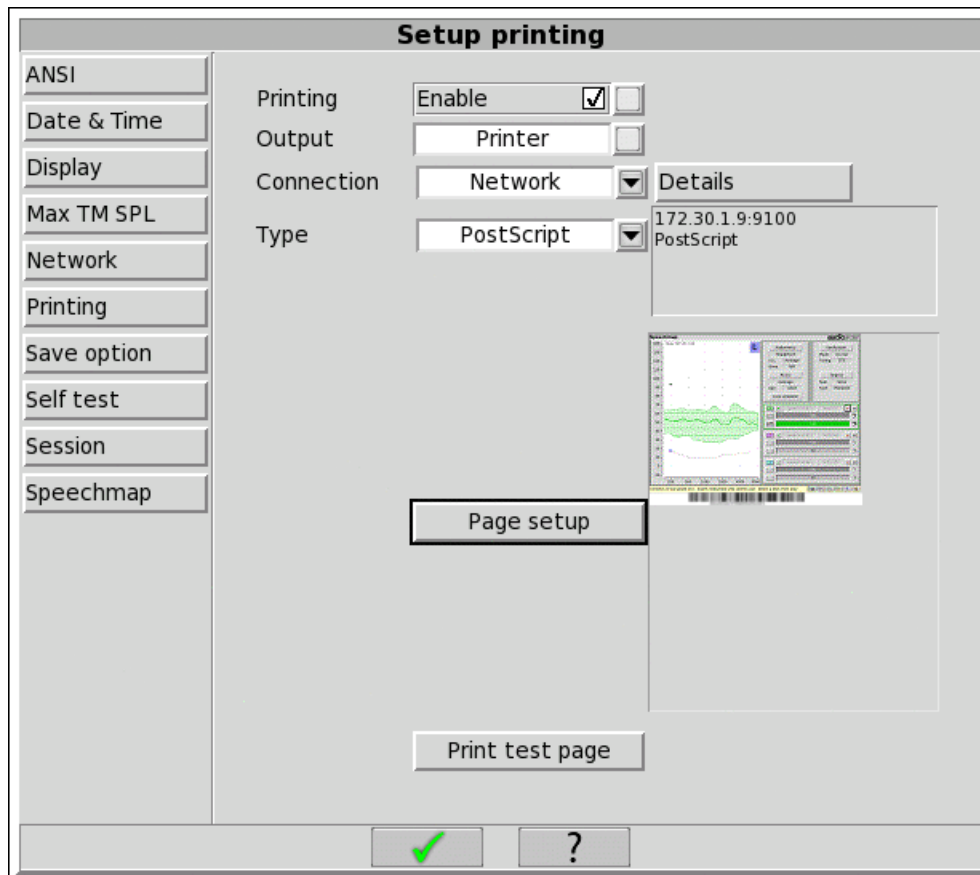 Setup printing
ANSI
Date & Time
Display
Max TM SPL
Network
Printing
Save option
Self test
Session
Speechmap
Printing Enable
Output Printer
Connection Network Details
Type PostScript
172.30.1.9:9100
PostScript
Page setup
Print test page
?